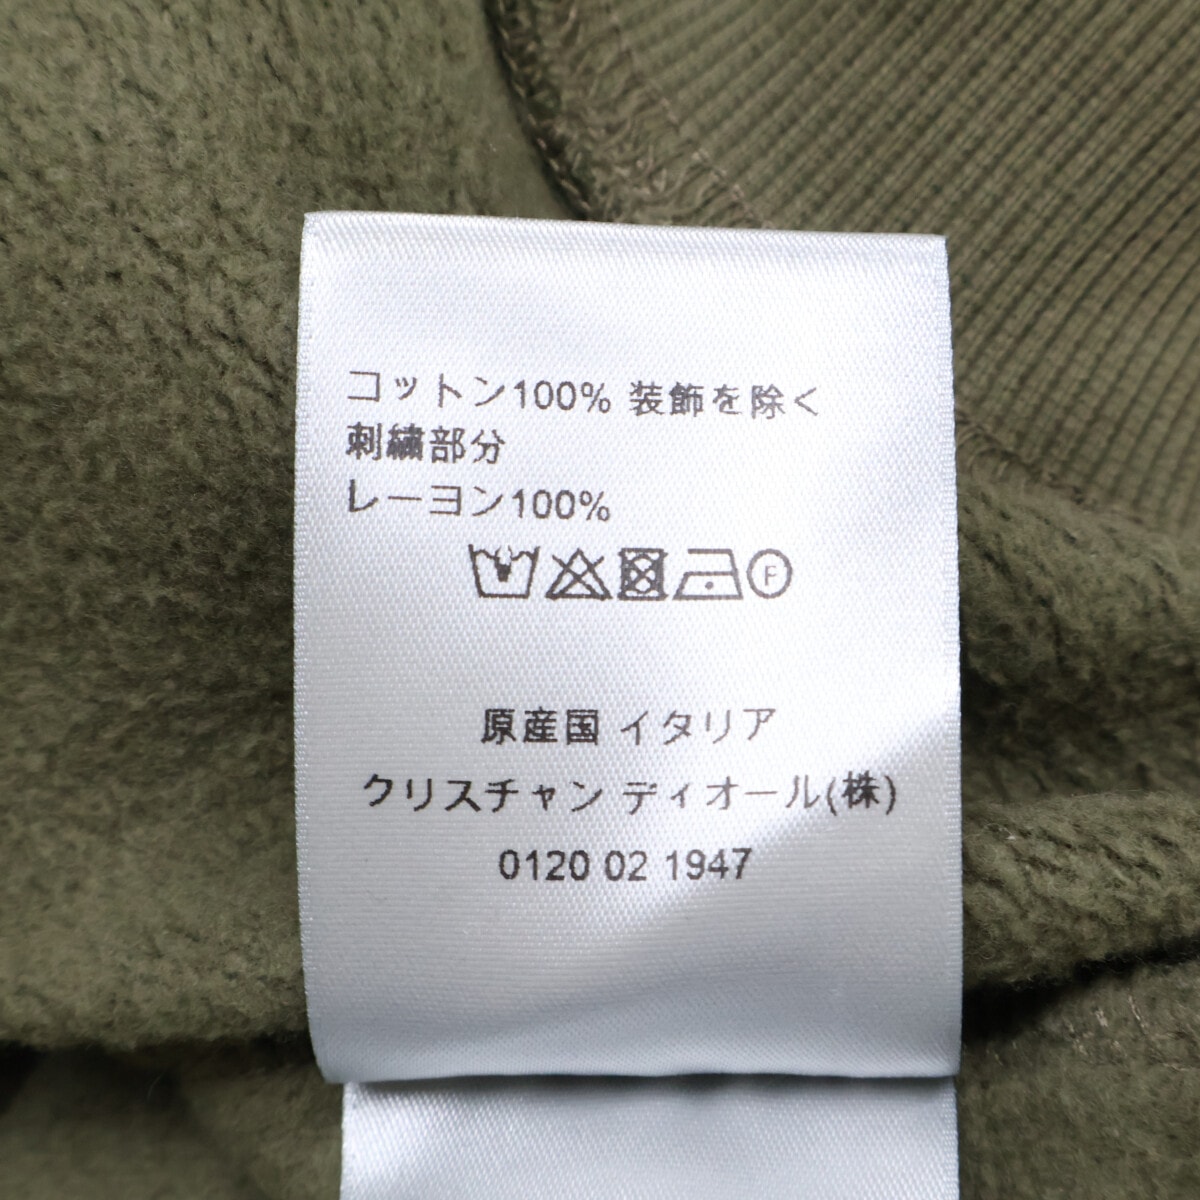 コットン100% 装飾を除く
刺繍部分
レーヨン100%
F
原産国 イタリア
クリスチャン ディオール(株)
0120 02 1947